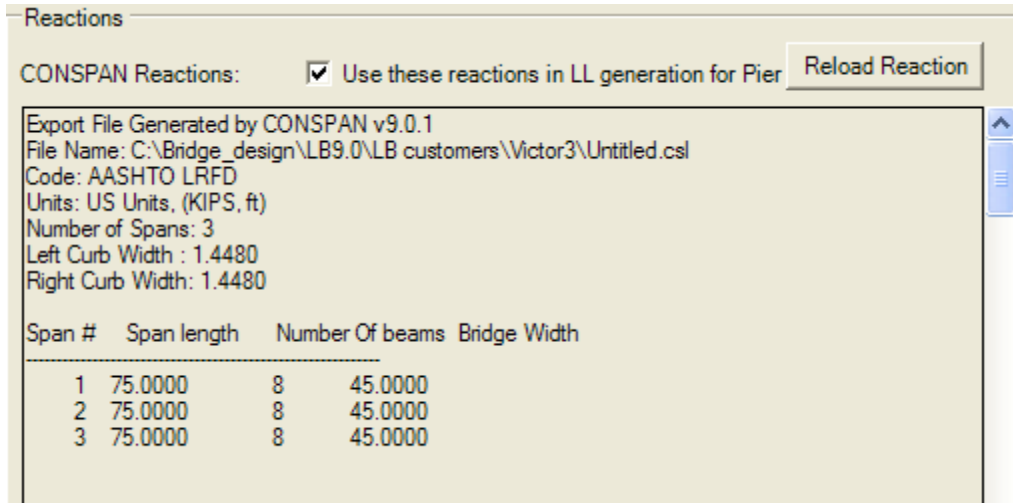 Reactions
CONSPAN Reactions: Use these reactions in LL generation for Pier Reload Reaction
Export File Generated by CONSPAN v9.0.1
File Name: C:\Bridge_design\LB9.0\LB customers\Victor3\Untitled.csl
Code: AASHTO LRFD
Units: US Units, (KIPS, ft)
Number of Spans: 3
Left Curb Width : 1.4480
Right Curb Width: 1.4480
Span # Span length Number Of beams Bridge Width
------------------------------------------------------------
1 75.0000 8 45.0000
2 75.0000 8 45.0000
3 75.0000 8 45.0000